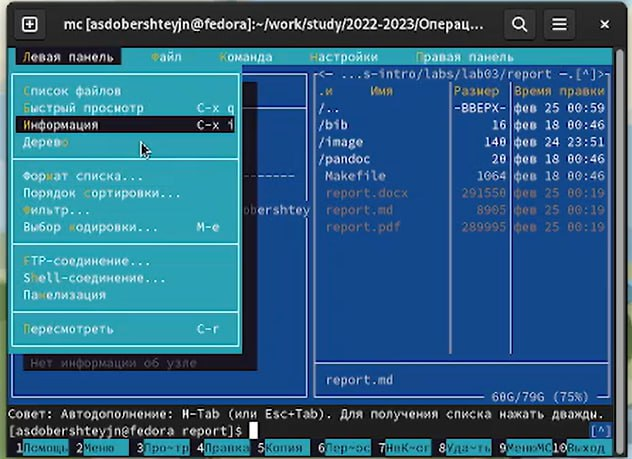 mc [asdobershteyjn@fedora]:~/work/study/2022-2023/Операц...
Левая панель Файл Команда Настройки Правая панель
Список файлов
Быстрый просмотр C-x q
Информация C-x i
Дерево
Формат списка...
Порядок сортировки...
Фильтр...
Выбор кодировки... M-e
FTP-соединение...
Shell-соединение...
Панелизация
Пересмотреть C-r
obershtey
Нет информации об узле
<— ...s-intro/labs/lab03/report —.[^]>
.и Имя Размер Время правки
/.. -ВВЕРХ- фев 25 00:59
/bib 16 фев 18 00:46
/image 140 фев 24 23:51
/pandoc 20 фев 18 00:46
Makefile 1064 фев 18 00:46
report.docx 291550 фев 25 00:19
report.md 8905 фев 25 00:19
report.pdf 289995 фев 25 00:19
report.md
60G/79G (75%)
Совет: Автодополнение: M-Tab (или Esc+Tab). Для получения списка нажать дважды.
[asdobershteyjn@fedora report]$ [^]
1Помощь 2Меню 3Про~тр 4Правка 5Копия 6Пер~ос 7НвК~ог 8Уда~ть 9МенюMC 10Выход